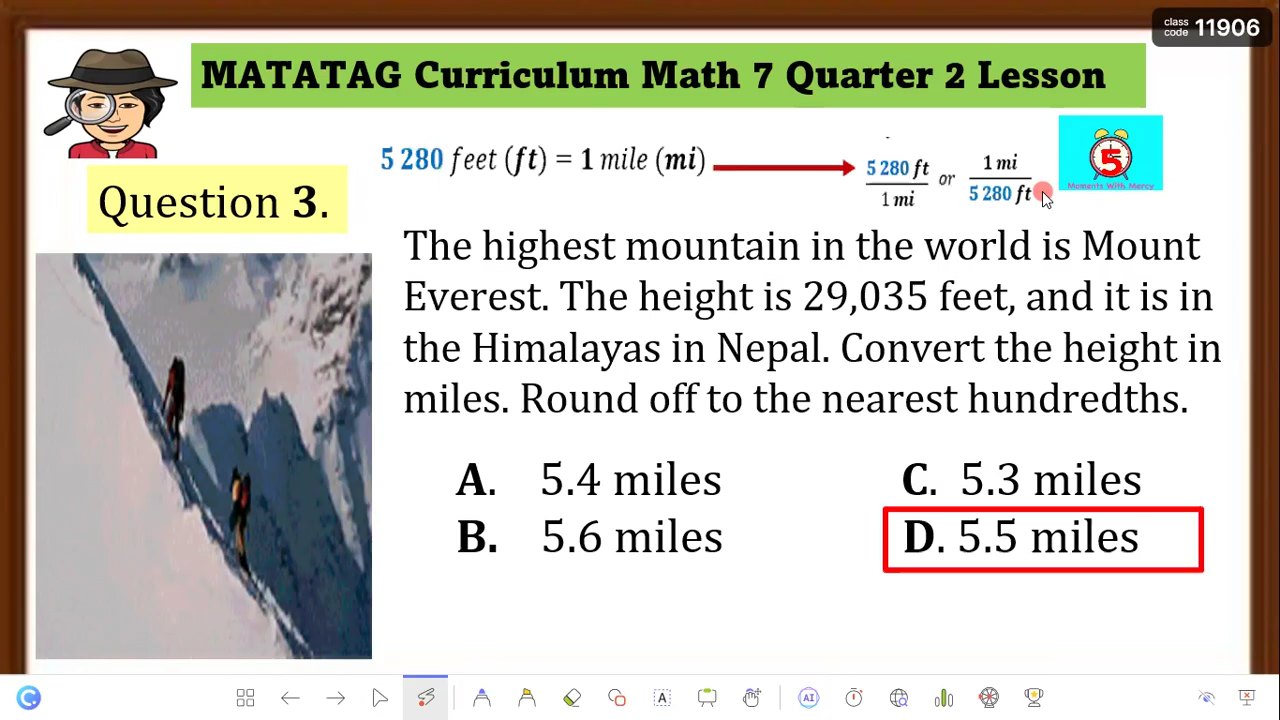 class code 11906
MATATAG Curriculum Math 7 Quarter 2 Lesson
5 280 feet (ft) = 1 mile (mi)
5 280 ft
1 mi
or
1 mi
5 280 ft
5
Moments With Mercy
Question 3.
The highest mountain in the world is Mount
Everest. The height is 29,035 feet, and it is in
the Himalayas in Nepal. Convert the height in
miles. Round off to the nearest hundredths.
A. 5.4 miles
C. 5.3 miles
B. 5.6 miles
D. 5.5 miles
A
AI